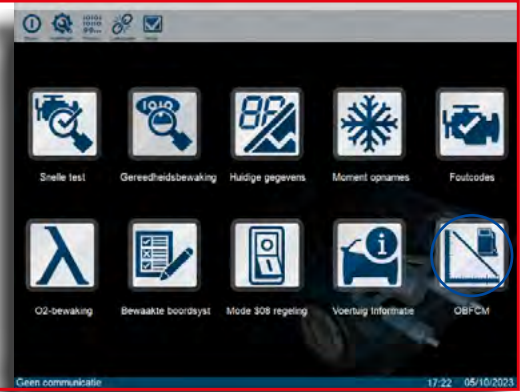 Snelle test
Gereedheidsbewaking
Huidige gegevens
Moment opnames
Foutcodes
O2-bewaking
Bewaakte boordsyst
Mode $08 regeling
Voertuig Informatie
OBFCM
Geen communicatie
17:22 05/10/2023